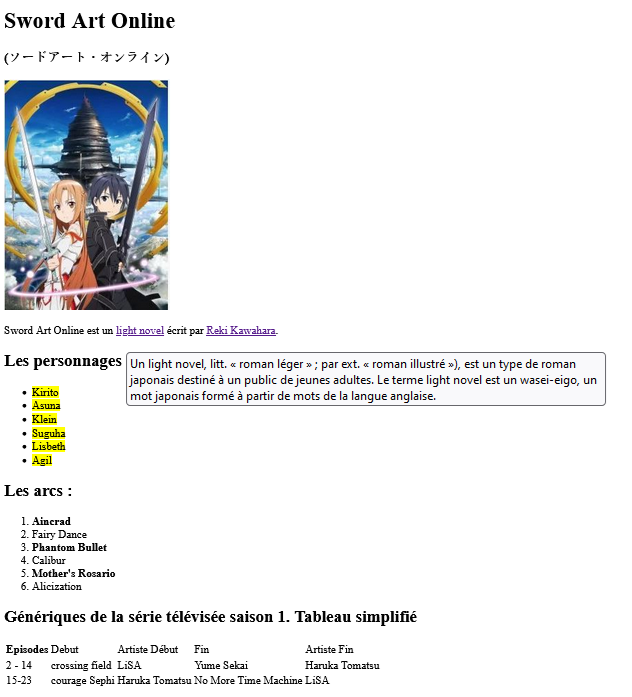 Sword Art Online
(ソードアート・オンライン)
Sword Art Online est un light novel écrit par Reki Kawahara.
Les personnages
Un light novel, litt. « roman léger » ; par ext. « roman illustré »), est un type de roman
japonais destiné à un public de jeunes adultes. Le terme light novel est un wasei-eigo, un
mot japonais formé à partir de mots de la langue anglaise.
• Kirito
• Asuna
• Klein
• Suguha
• Lisbeth
• Agil
Les arcs :
1. Aincrad
2. Fairy Dance
3. Phantom Bullet
4. Calibur
5. Mother's Rosario
6. Alicization
Génériques de la série télévisée saison 1. Tableau simplifié
Episodes Debut Artiste Début Fin Artiste Fin
2 - 14 crossing field LiSA Yume Sekai Haruka Tomatsu
15-23 courage Sephi Haruka Tomatsu No More Time Machine LiSA